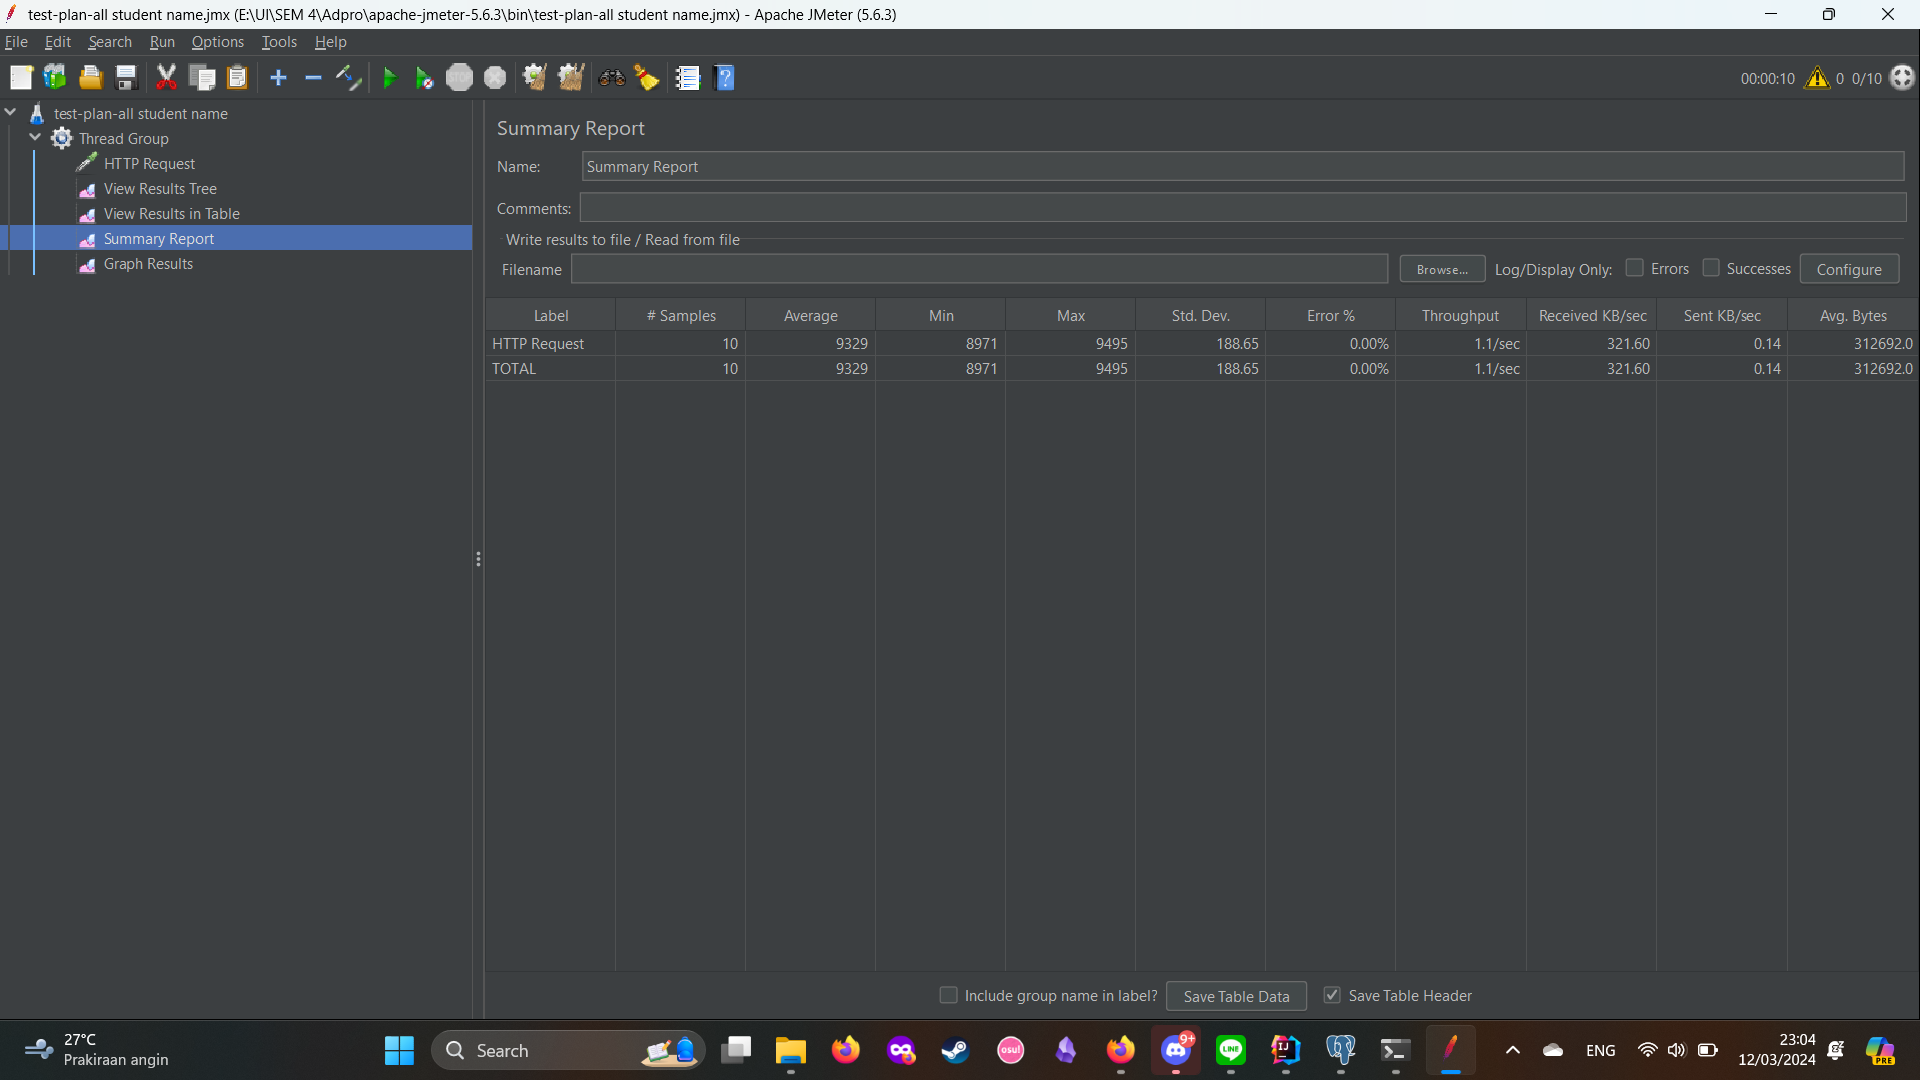 test-plan-all student name.jmx (E:\UI\SEM 4\Adpro\apache-jmeter-5.6.3\bin\test-plan-all student name.jmx) - Apache JMeter (5.6.3)
File Edit Search Run Options Tools Help
STOP 00:00:10 0 0/10
test-plan-all student name
Thread Group
HTTP Request
View Results Tree
View Results in Table
Summary Report
Graph Results
Summary Report
Name: Summary Report
Comments:
Write results to file / Read from file
Filename Browse... Log/Display Only: Errors Successes Configure
Label # Samples Average Min Max Std. Dev. Error % Throughput Received KB/sec Sent KB/sec Avg. Bytes
HTTP Request 10 9329 8971 9495 188.65 0.00% 1.1/sec 321.60 0.14 312692.0
TOTAL 10 9329 8971 9495 188.65 0.00% 1.1/sec 321.60 0.14 312692.0
Include group name in label? Save Table Data Save Table Header
27°C
Prakiraan angin
Search
osu!
9+
LINE
IJ
ENG
23:04
12/03/2024
PRE